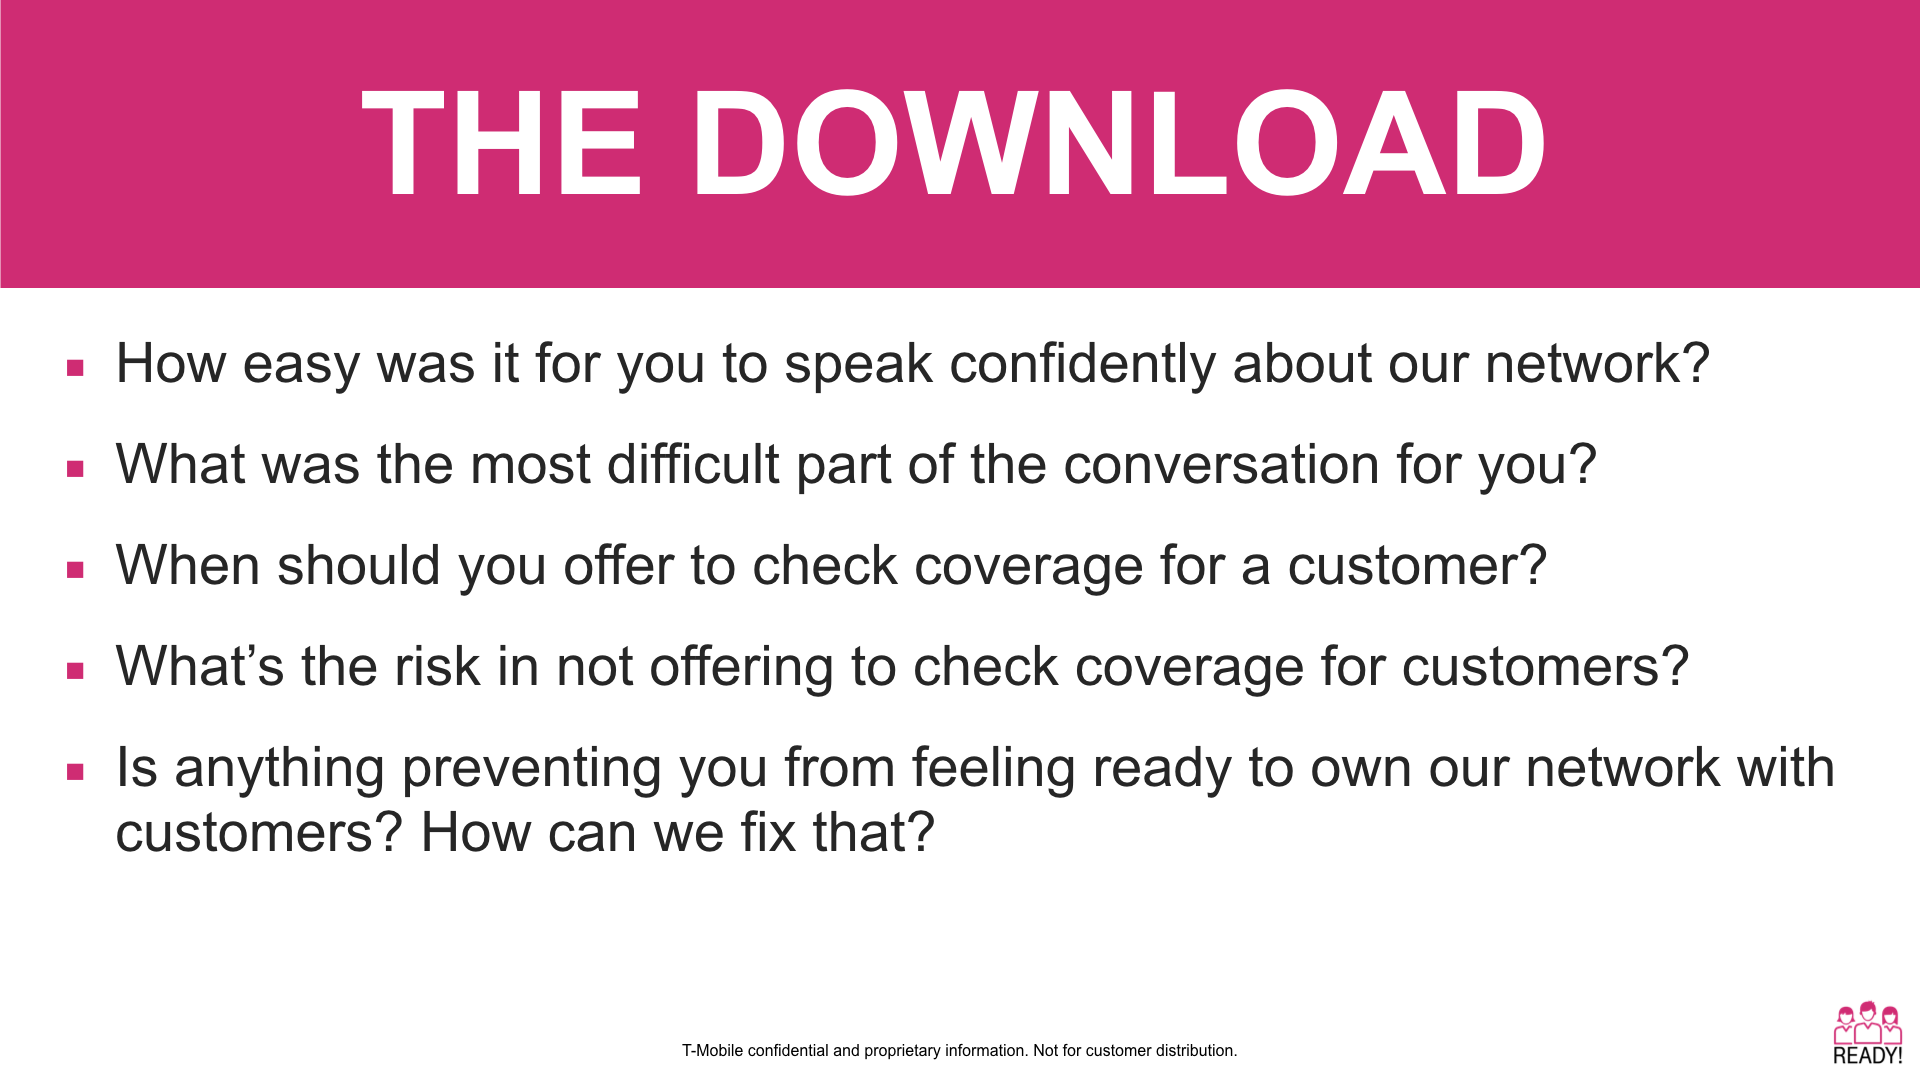 THE DOWNLOAD
▪ How easy was it for you to speak confidently about our network?
▪ What was the most difficult part of the conversation for you?
▪ When should you offer to check coverage for a customer?
▪ What’s the risk in not offering to check coverage for customers?
▪ Is anything preventing you from feeling ready to own our network with
customers? How can we fix that?
T-Mobile confidential and proprietary information. Not for customer distribution.
READY!